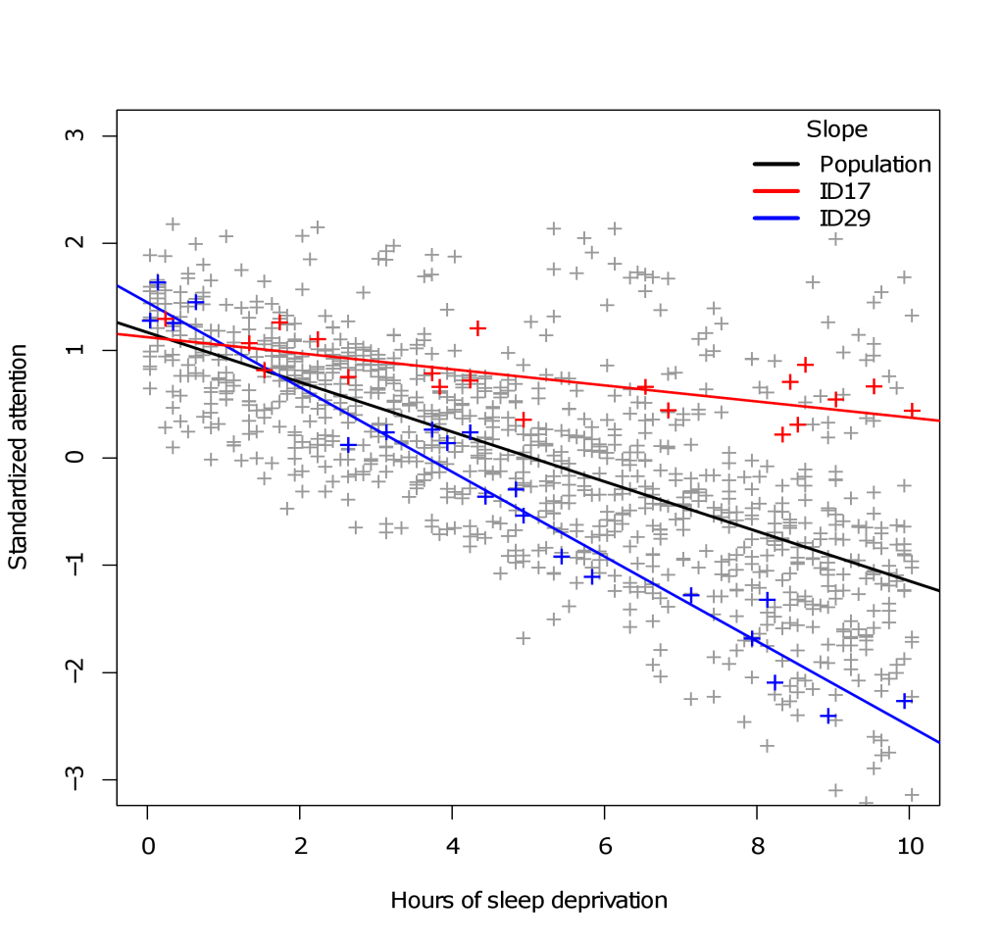 Slope
Population
ID17
ID29
3
2
1
0
−1
−2
−3
Standardized attention
0 2 4 6 8 10
Hours of sleep deprivation